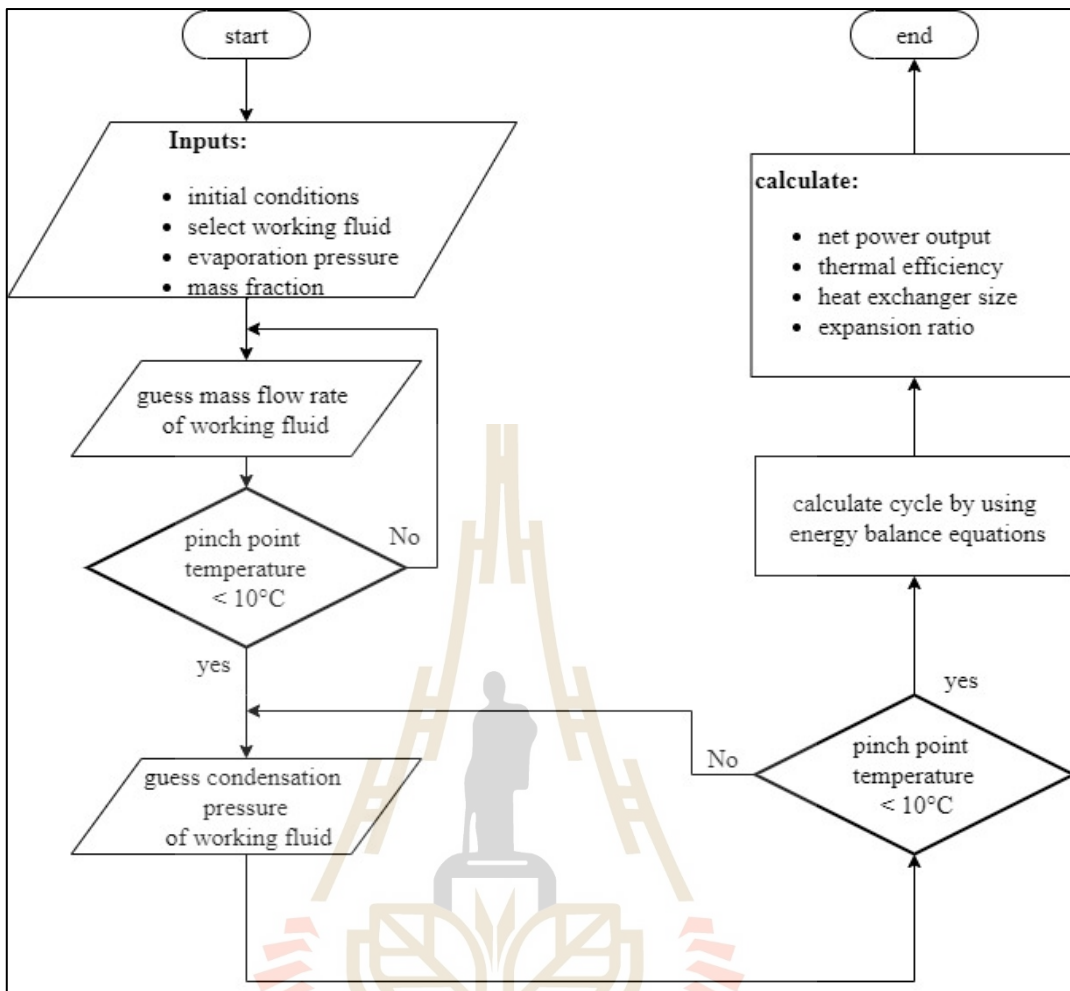 start
Inputs:
• initial conditions
• select working fluid
• evaporation pressure
• mass fraction
guess mass flow rate
of working fluid
pinch point
temperature
< 10°C
No
yes
guess condensation
pressure
of working fluid
pinch point
temperature
< 10°C
No
yes
calculate cycle by using
energy balance equations
calculate:
• net power output
• thermal efficiency
• heat exchanger size
• expansion ratio
end